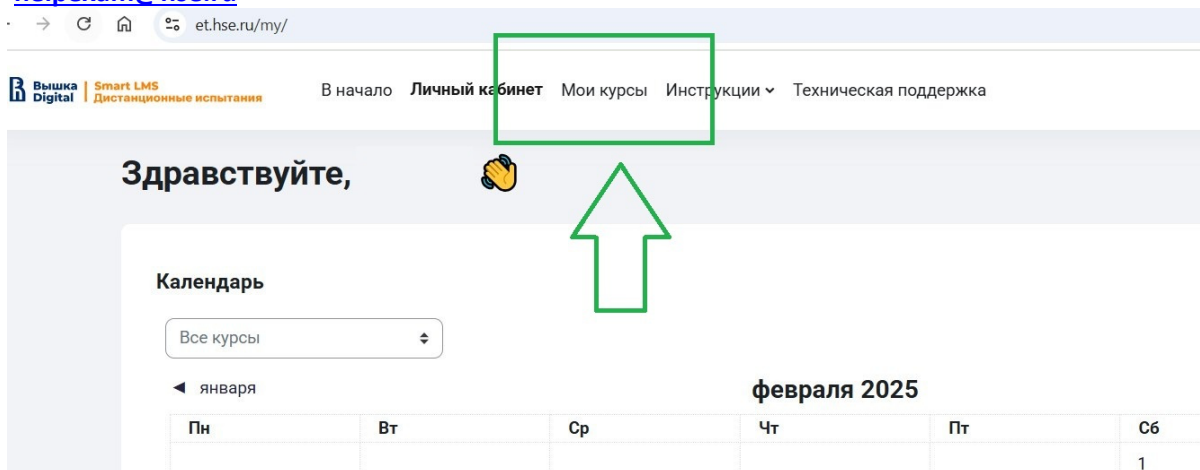 et.hse.ru/my/
Вышка Digital | Smart LMS Дистанционные испытания
В начало Личный кабинет Мои курсы Инструкции Техническая поддержка
Здравствуйте,
Календарь
Все курсы
◄ января
февраля 2025
Пн Вт Ср Чт Пт Сб
1